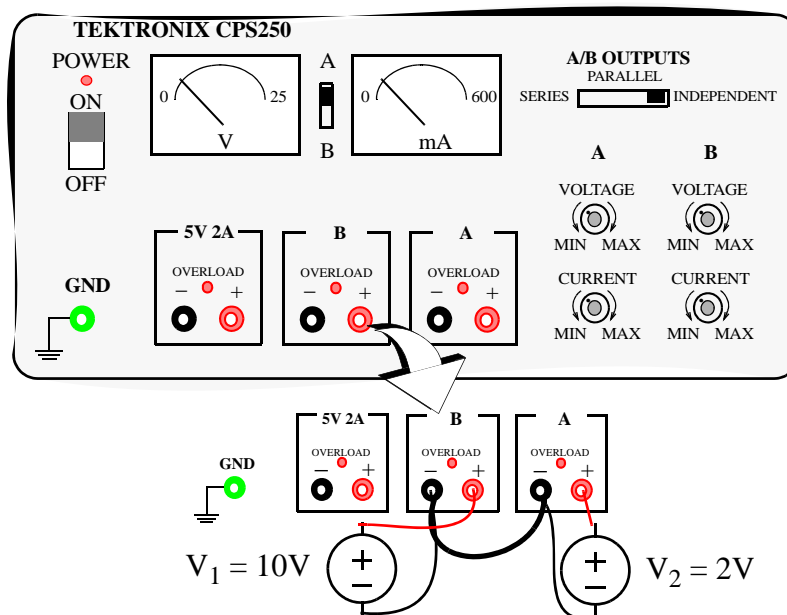 TEKTRONIX CPS250
POWER
ON
OFF
0 25
V
A
B
0 600
mA
A/B OUTPUTS
PARALLEL
SERIES INDEPENDENT
A B
VOLTAGE VOLTAGE
MIN MAX MIN MAX
CURRENT CURRENT
MIN MAX MIN MAX
GND
5V 2A B A
OVERLOAD OVERLOAD OVERLOAD
− + − + − +
5V 2A B A
OVERLOAD OVERLOAD OVERLOAD
GND
− + − + − +
V1 = 10V
+
−
+
−
V2 = 2V